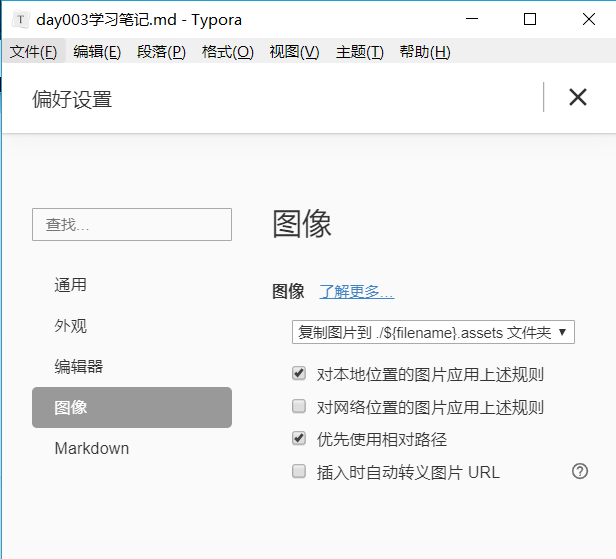 T day003学习笔记.md - Typora
文件(F) 编辑(E) 段落(P) 格式(O) 视图(V) 主题(T) 帮助(H)
偏好设置
查找...
通用
外观
编辑器
图像
Markdown
图像
图像 了解更多...
复制图片到 ./${filename}.assets 文件夹
对本地位置的图片应用上述规则
对网络位置的图片应用上述规则
优先使用相对路径
插入时自动转义图片 URL ?